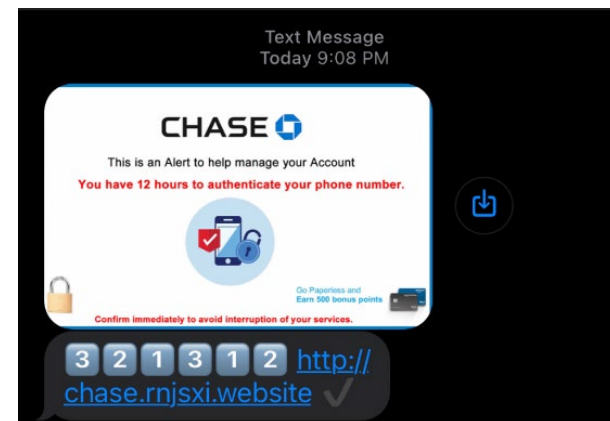 Text Message
Today 9:08 PM
CHASE
This is an Alert to help manage your Account
You have 12 hours to authenticate your phone number.
Go Paperless and
Earn 500 bonus points
Confirm immediately to avoid interruption of your services.
3 2 1 3 1 2 http://
chase.rnjsxi.website ✓